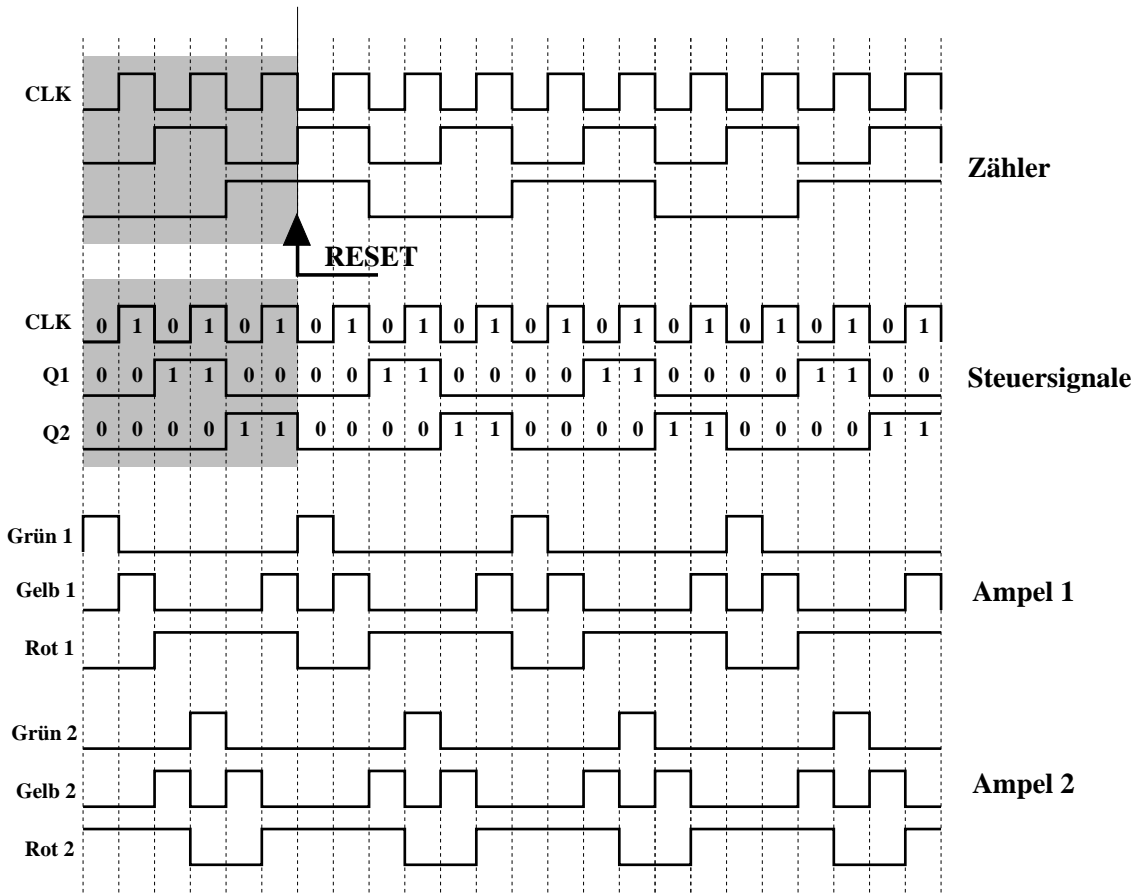 CLK
Zähler
RESET
CLK 0 1 0 1 0 1 0 1 0 1 0 1 0 1 0 1 0 1 0 1 0 1 0 1
Q1 0 0 1 1 0 0 0 0 1 1 0 0 0 0 1 1 0 0 0 0 1 1 0 0
Steuersignale
Q2 0 0 0 0 1 1 0 0 0 0 1 1 0 0 0 0 1 1 0 0 0 0 1 1
Grün 1
Gelb 1
Ampel 1
Rot 1
Grün 2
Gelb 2
Ampel 2
Rot 2